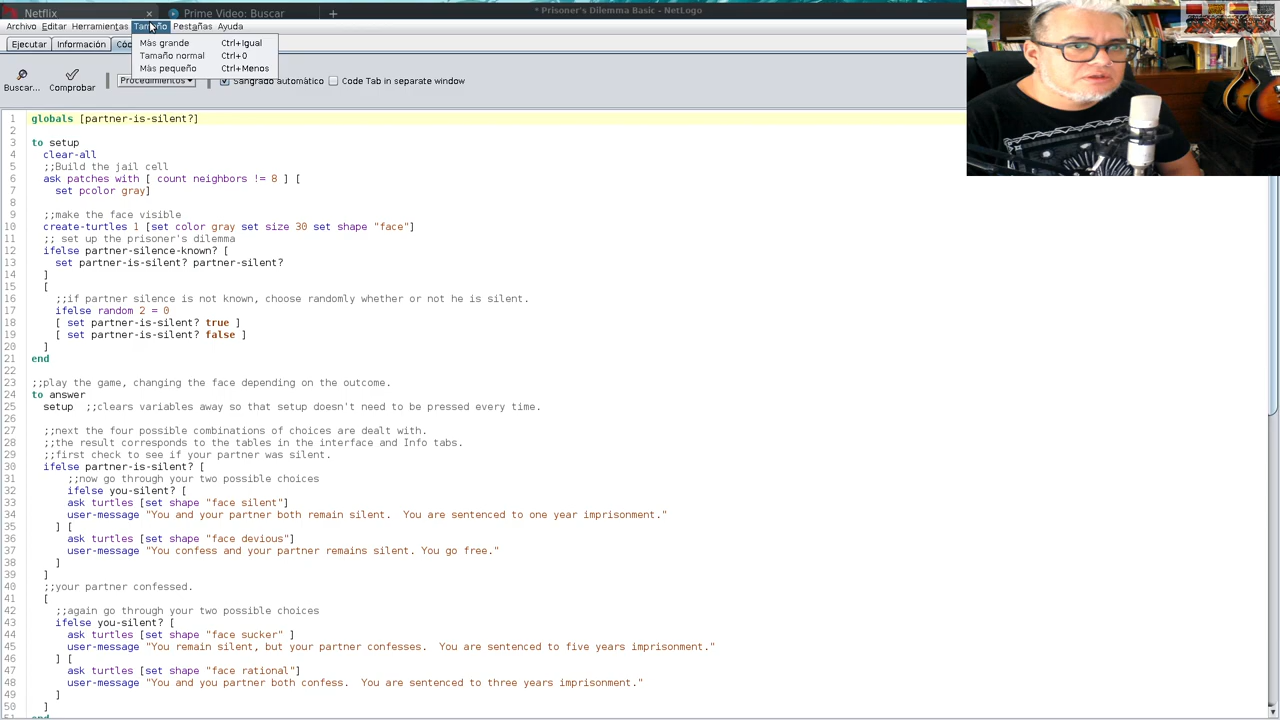 Netflix × Prime Video: Buscar +
* Prisoner's Dilemma Basic - NetLogo
Archivo Editar Herramientas Tamaño Pestañas Ayuda
Ejecutar Información Cóc
Más grande Ctrl+Igual
Tamaño normal Ctrl+0
Más pequeño Ctrl+Menos
Buscar... Comprobar Procedimientos Sangrado automático Code Tab in separate window
1 globals [partner-is-silent?]
2
3 to setup
4 clear-all
5 ;;Build the jail cell
6 ask patches with [ count neighbors != 8 ] [
7 set pcolor gray]
8
9 ;;make the face visible
10 create-turtles 1 [set color gray set size 30 set shape "face"]
11 ;; set up the prisoner's dilemma
12 ifelse partner-silence-known? [
13 set partner-is-silent? partner-silent?
14 ]
15 [
16 ;;if partner silence is not known, choose randomly whether or not he is silent.
17 ifelse random 2 = 0
18 [ set partner-is-silent? true ]
19 [ set partner-is-silent? false ]
20 ]
21 end
22
23 ;;play the game, changing the face depending on the outcome.
24 to answer
25 setup ;;clears variables away so that setup doesn't need to be pressed every time.
26
27 ;;next the four possible combinations of choices are dealt with.
28 ;;the result corresponds to the tables in the interface and Info tabs.
29 ;;first check to see if your partner was silent.
30 ifelse partner-is-silent? [
31 ;;now go through your two possible choices
32 ifelse you-silent? [
33 ask turtles [set shape "face silent"]
34 user-message "You and your partner both remain silent. You are sentenced to one year imprisonment."
35 ] [
36 ask turtles [set shape "face devious"]
37 user-message "You confess and your partner remains silent. You go free."
38 ]
39 ]
40 ;;your partner confessed.
41 [
42 ;;again go through your two possible choices
43 ifelse you-silent? [
44 ask turtles [set shape "face sucker" ]
45 user-message "You remain silent, but your partner confesses. You are sentenced to five years imprisonment."
46 ] [
47 ask turtles [set shape "face rational"]
48 user-message "You and you partner both confess. You are sentenced to three years imprisonment."
49 ]
50 ]
51 end